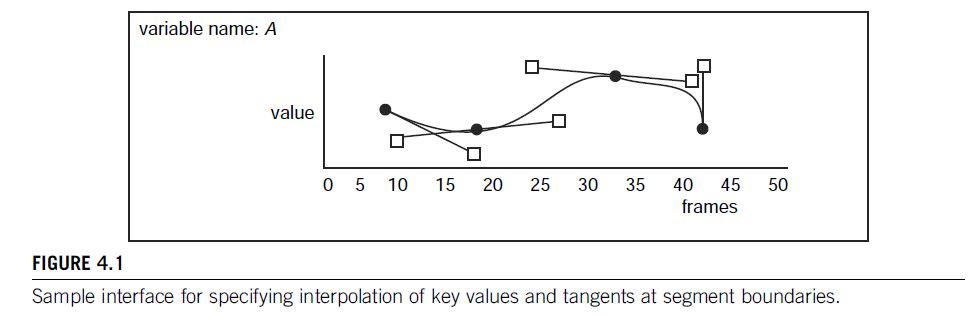 variable name: A
value
0 5 10 15 20 25 30 35 40 45 50
frames
FIGURE 4.1
Sample interface for specifying interpolation of key values and tangents at segment boundaries.